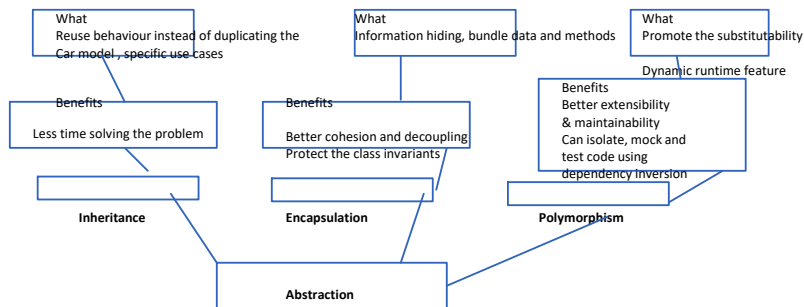 What
Reuse behaviour instead of duplicating the
Car model , specific use cases
What
Information hiding, bundle data and methods
What
Promote the substitutability
Dynamic runtime feature
Benefits
Less time solving the problem
Benefits
Better cohesion and decoupling
Protect the class invariants
Benefits
Better extensibility
& maintainability
Can isolate, mock and
test code using
dependency inversion
Inheritance
Encapsulation
Polymorphism
Abstraction